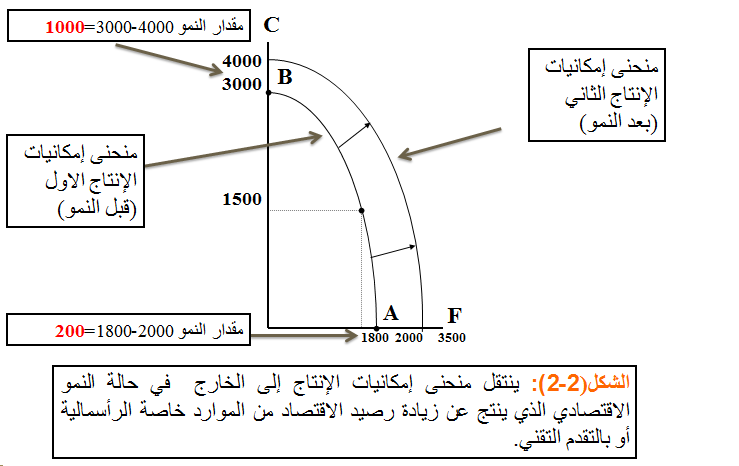 مقدار النمو 4000-3000=1000
C
4000
3000
B
منحنى إمكانيات
الإنتاج الثاني
(بعد النمو)
منحنى إمكانيات
الإنتاج الاول
(قبل النمو)
1500
مقدار النمو 2000-1800=200
A
F
1800 2000 3500
الشكل(2-2): ينتقل منحنى إمكانيات الإنتاج إلى الخارج في حالة النمو
الاقتصادي الذي ينتج عن زيادة رصيد الاقتصاد من الموارد خاصة الرأسمالية
أو بالتقدم التقني.